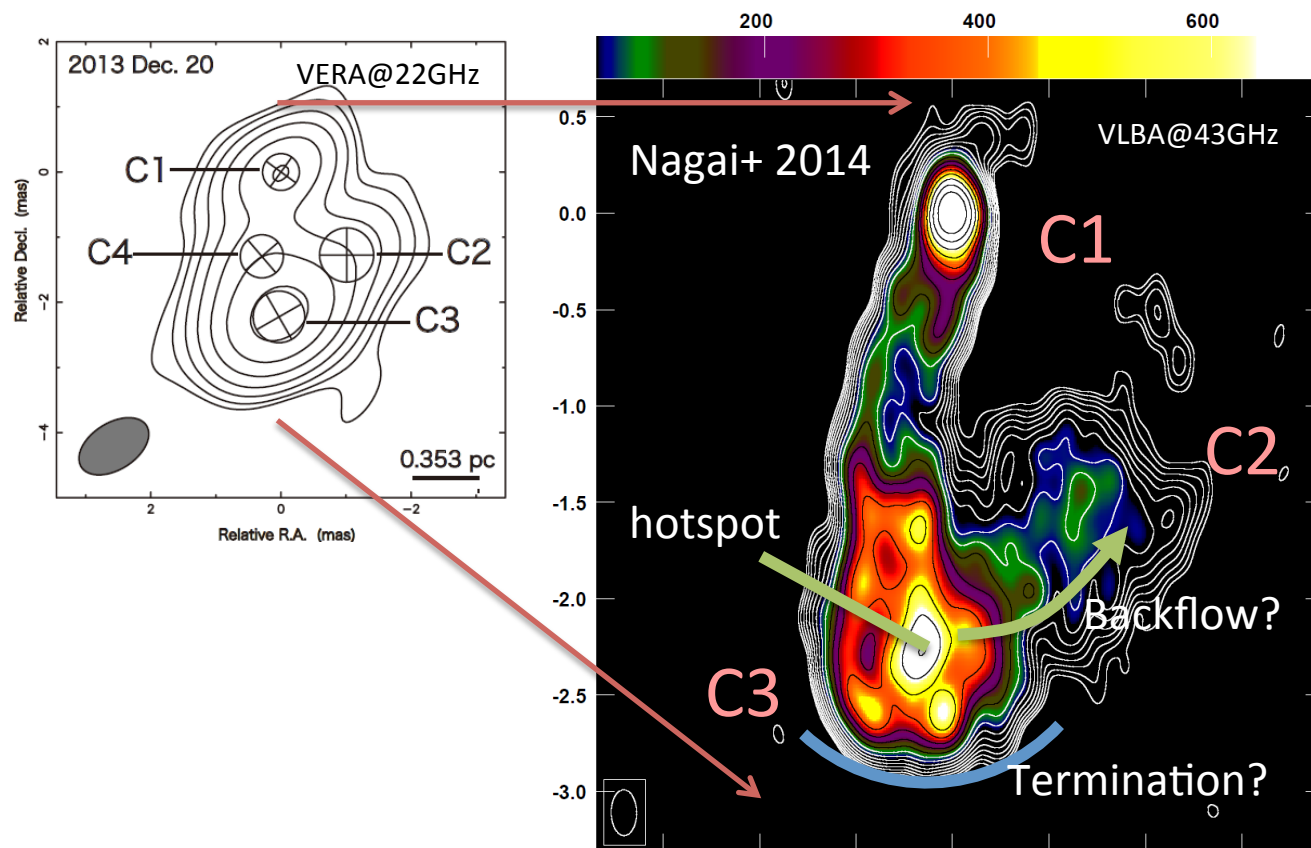 2013 Dec. 20
VERA@22GHz
2
0
-2
-4
Relative Decl. (mas)
C1
C4
C2
C3
0.353 pc
2
0
-2
Relative R.A. (mas)
200
400
600
0.5
0.0
-0.5
-1.0
-1.5
-2.0
-2.5
-3.0
Nagai+ 2014
VLBA@43GHz
C1
C2
hotspot
Backflow?
C3
Termination?